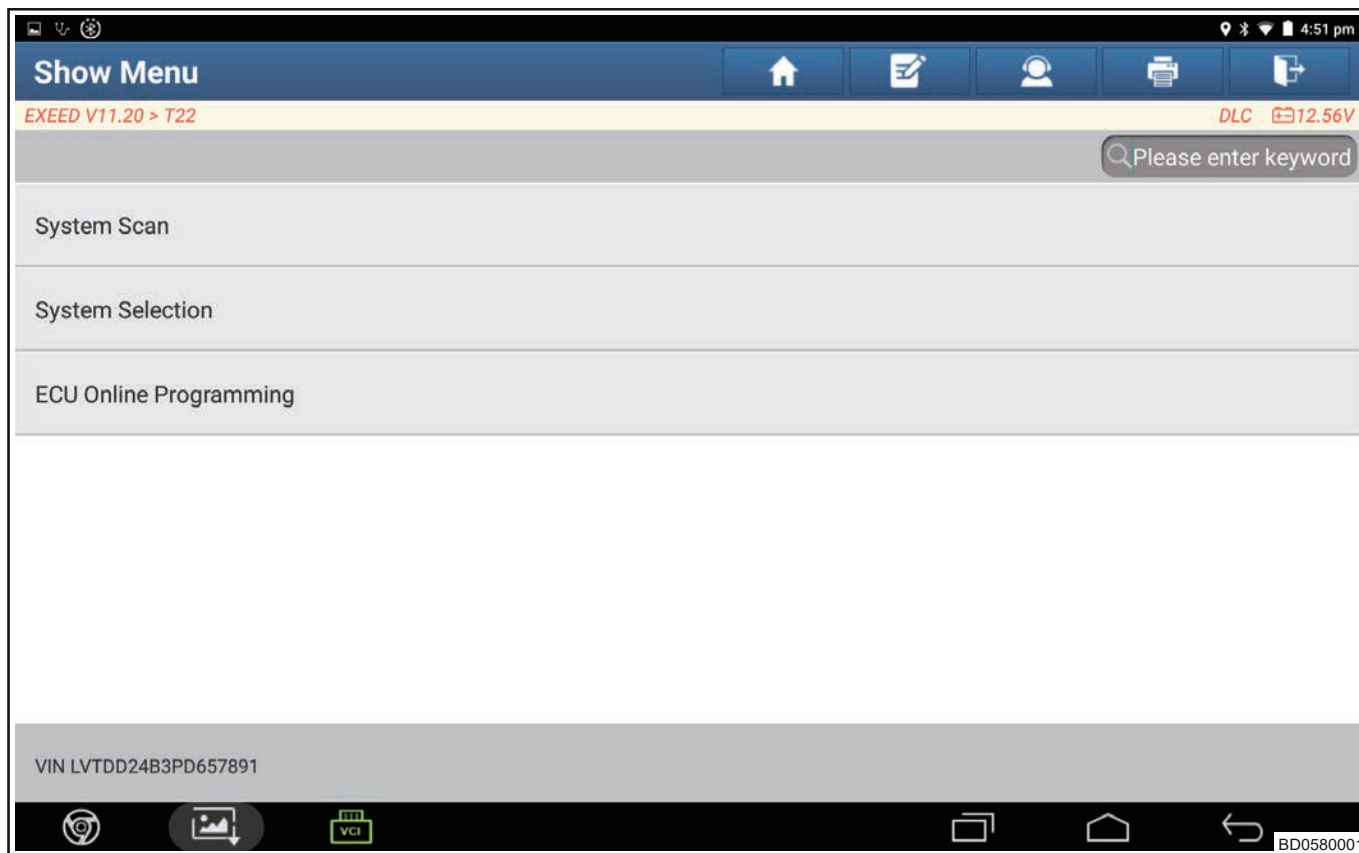 4:51 pm
Show Menu
EXEED V11.20 > T22
DLC 12.56V
Please enter keyword
System Scan
System Selection
ECU Online Programming
VIN LVTDD24B3PD657891
VCI
BD058001